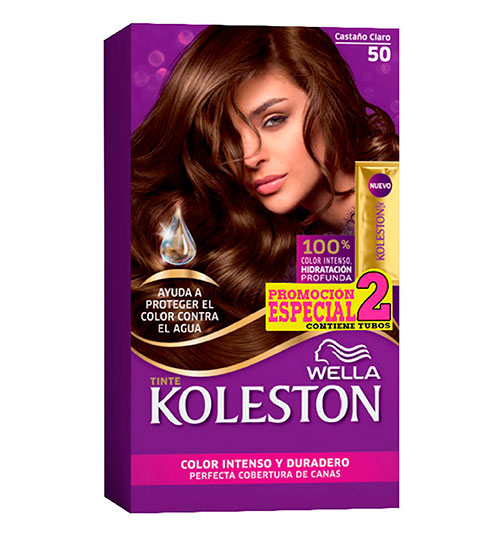 Castaño Claro
50
NUEVO
KOLESTON
100%
COLOR INTENSO,
HIDRATACIÓN
PROFUNDA
AYUDA A
PROTEGER EL
COLOR CONTRA
EL AGUA
PROMOCIÓN
ESPECIAL 2
CONTIENE TUBOS
WELLA
TINTE
KOLESTON
COLOR INTENSO Y DURADERO
PERFECTA COBERTURA DE CANAS